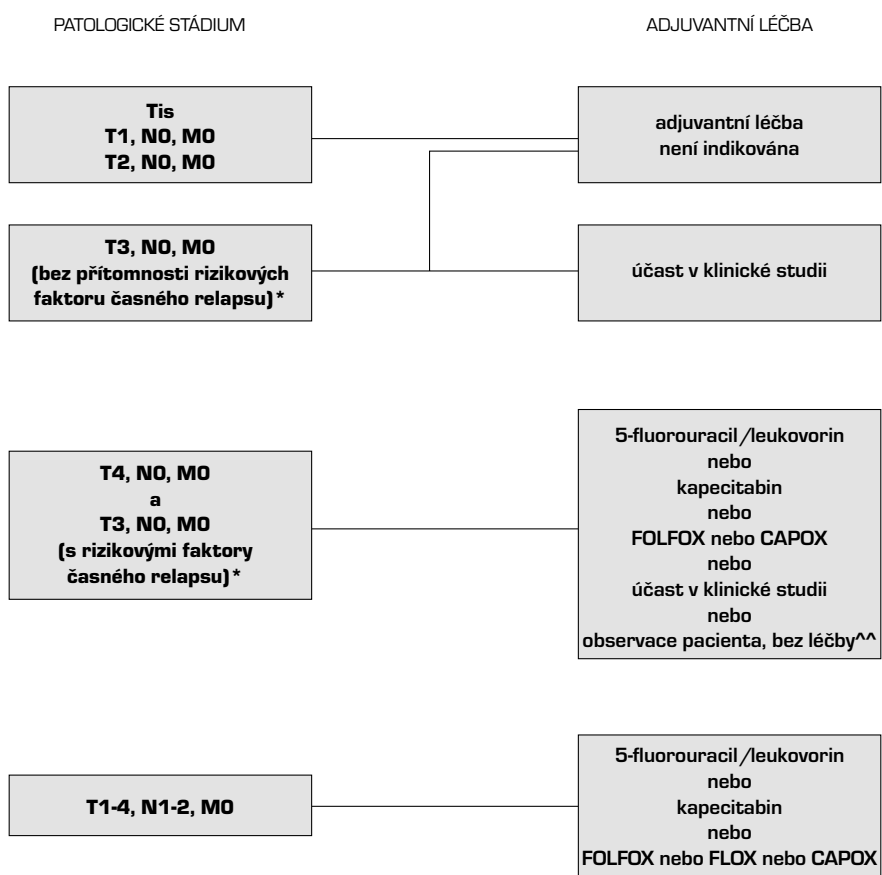 PATOLOGICKÉ STÁDIUM
ADJUVANTNÍ LÉČBA
Tis
T1, N0, M0
T2, N0, M0
adjuvantní léčba
není indikována
T3, N0, M0
(bez přítomnosti rizikových
faktoru časného relapsu)*
účast v klinické studii
T4, N0, M0
a
T3, N0, M0
(s rizikovými faktory
časného relapsu)*
5-fluorouracil/leukovorin
nebo
kapecitabin
nebo
FOLFOX nebo CAPOX
nebo
účast v klinické studii
nebo
observace pacienta, bez léčby^^
T1-4, N1-2, M0
5-fluorouracil/leukovorin
nebo
kapecitabin
nebo
FOLFOX nebo FLOX nebo CAPOX